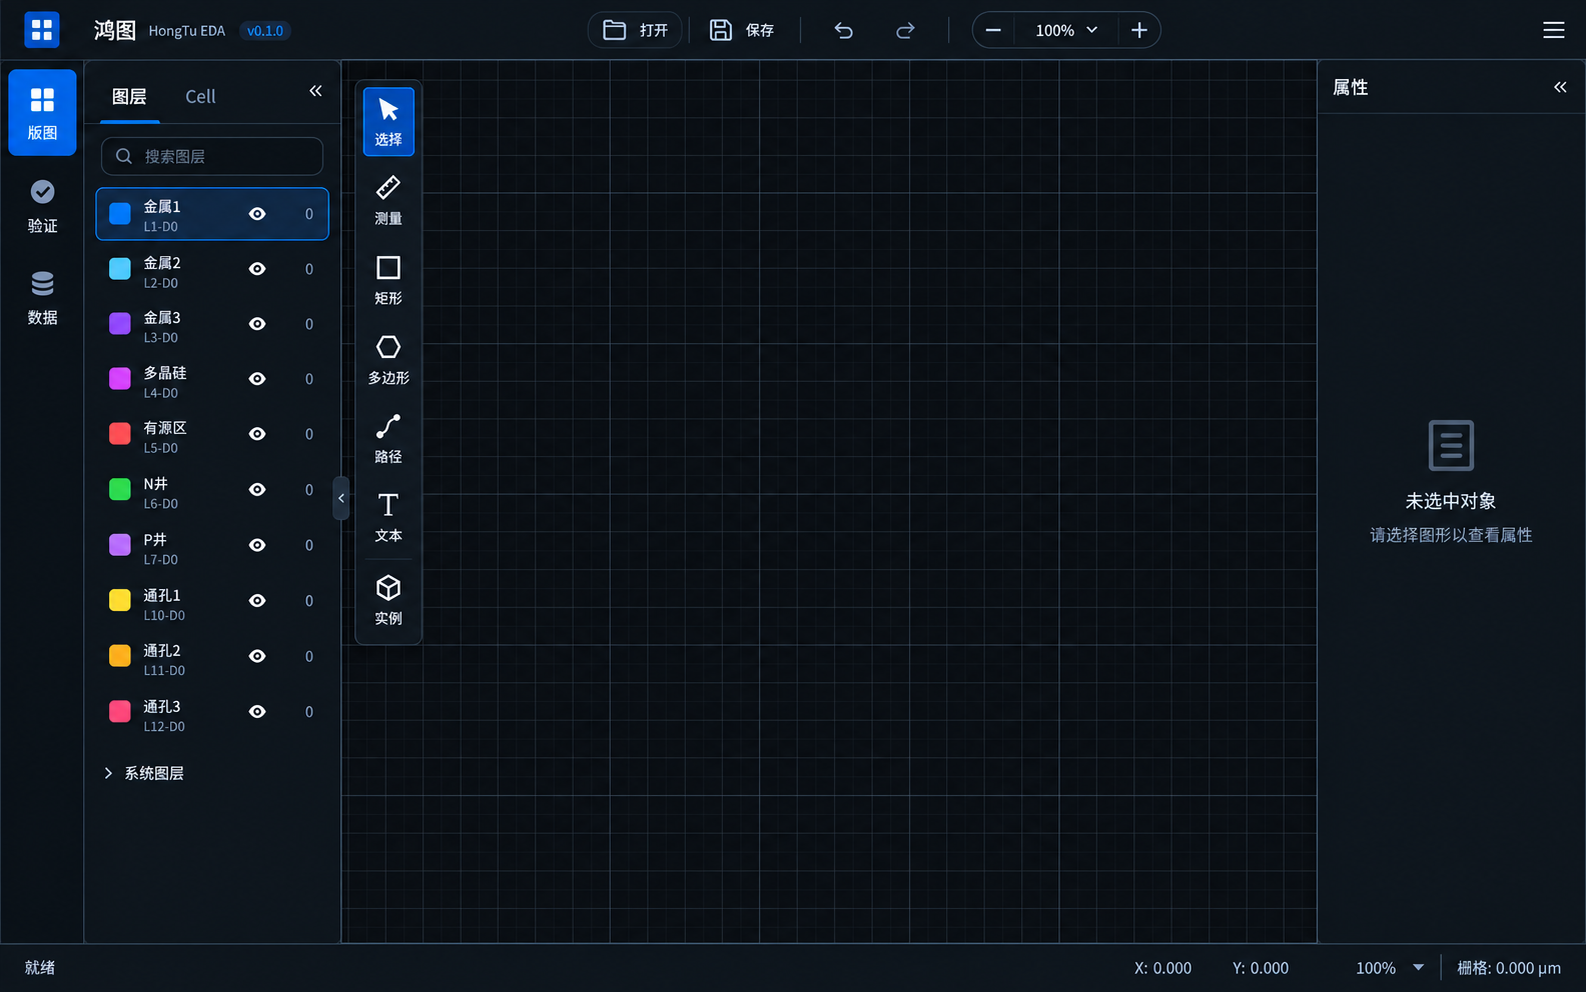 鸿图 HongTu EDA v0.1.0 打开 保存 100%
版图
验证
数据
图层 Cell
搜索图层
金属1 0
L1-D0
金属2 0
L2-D0
金属3 0
L3-D0
多晶硅 0
L4-D0
有源区 0
L5-D0
N井 0
L6-D0
P井 0
L7-D0
通孔1 0
L10-D0
通孔2 0
L11-D0
通孔3 0
L12-D0
系统图层
选择
测量
矩形
多边形
路径
文本
实例
属性
未选中对象
请选择图形以查看属性
就绪 X: 0.000 Y: 0.000 100% 栅格: 0.000 μm